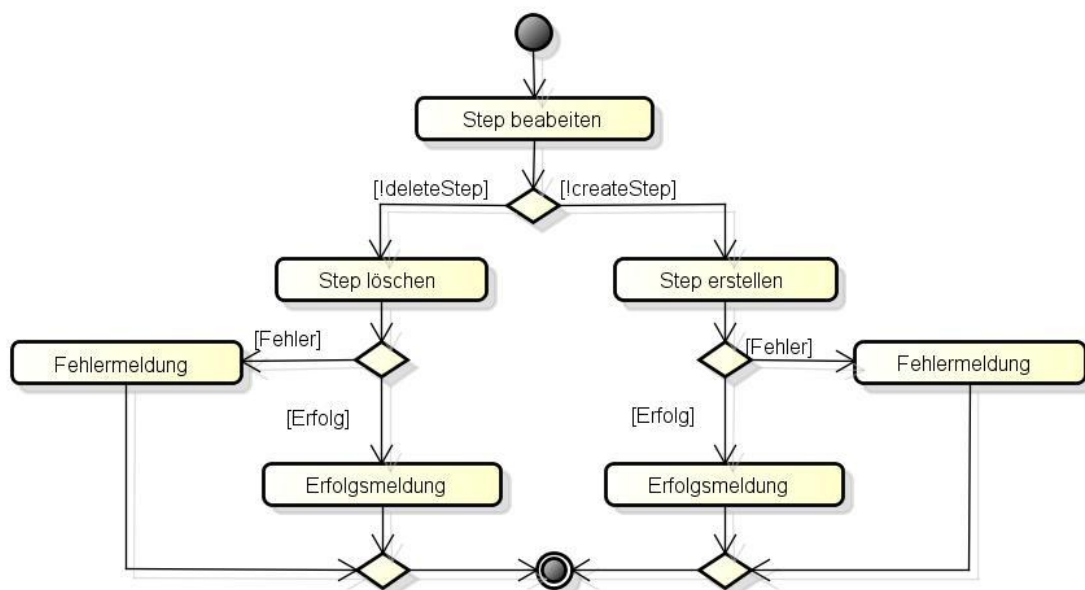 Step beabeiten
[!deleteStep]
[!createStep]
Step löschen
Step erstellen
[Fehler]
[Fehler]
Fehlermeldung
Fehlermeldung
[Erfolg]
[Erfolg]
Erfolgsmeldung
Erfolgsmeldung